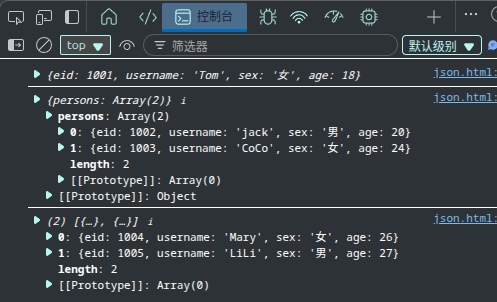 控制台
top
筛选器
默认级别
{eid: 1001, username: 'Tom', sex: '女', age: 18}
json.html:
{persons: Array(2)} i
json.html:
persons: Array(2)
0: {eid: 1002, username: 'jack', sex: '男', age: 20}
1: {eid: 1003, username: 'CoCo', sex: '女', age: 24}
length: 2
[[Prototype]]: Array(0)
[[Prototype]]: Object
(2) [{…}, {…}] i
json.html:
0: {eid: 1004, username: 'Mary', sex: '女', age: 26}
1: {eid: 1005, username: 'LiLi', sex: '男', age: 27}
length: 2
[[Prototype]]: Array(0)